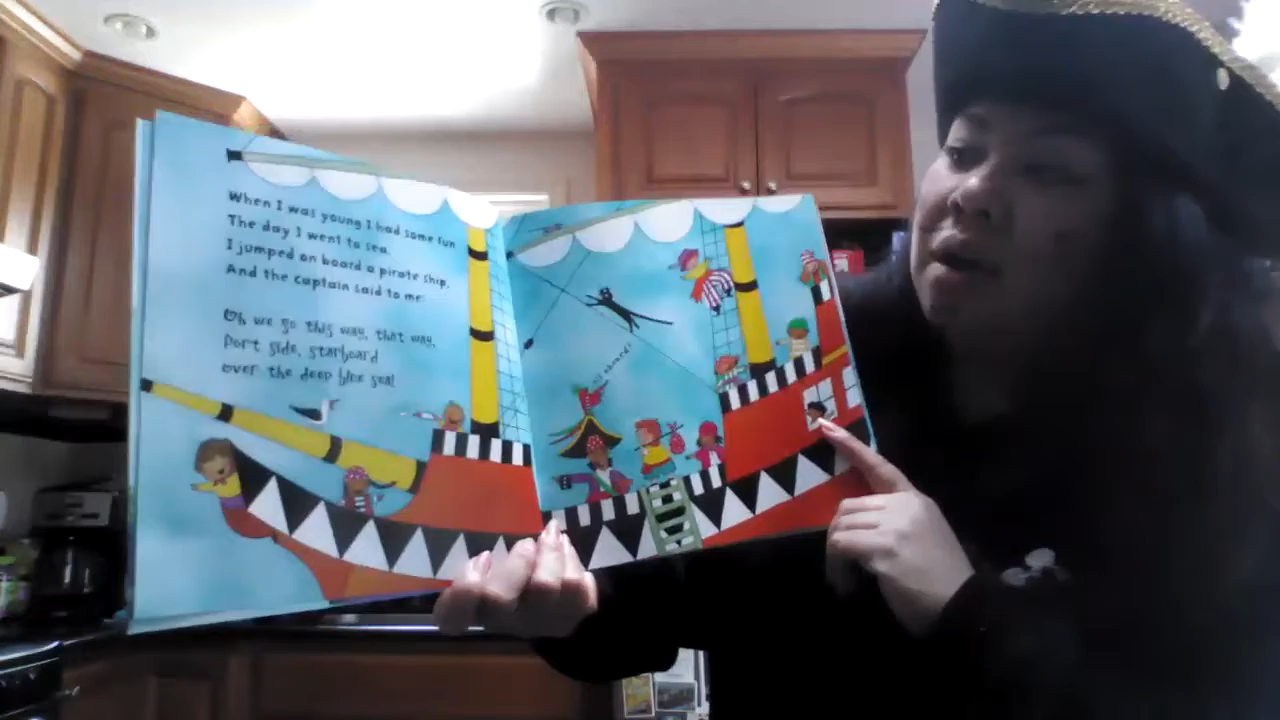 When I was young I had some fun
The day I went to sea.
I jumped on board a pirate ship,
And the captain said to me:
Oh we go this way, that way,
Port side, starboard
over the deep blue sea!
aboard!